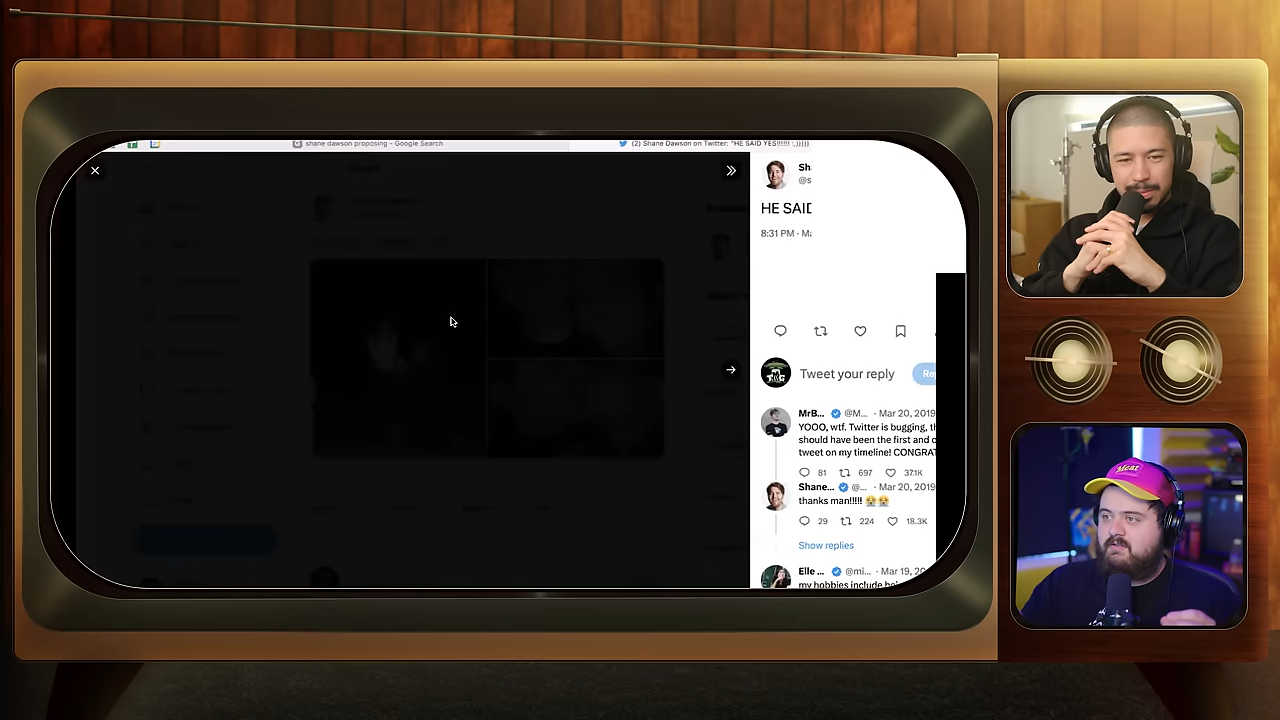 shane dawson proposing - Google Search
(2) Shane Dawson on Twitter: "HE SAID YES!!!!!! :,)))))
Sh
@s
HE SAID
8:31 PM · Ma
Tweet your reply
Re
MrB... @M... · Mar 20, 2019
YOOO, wtf. Twitter is bugging, th
should have been the first and o
tweet on my timeline! CONGRAT
81 697 37.1K
Shane... @... · Mar 20, 2019
thanks man!!!!! 😭😭
29 224 18.3K
Show replies
Elle ... @mi... · Mar 19, 20
my hobbies include be
Meat